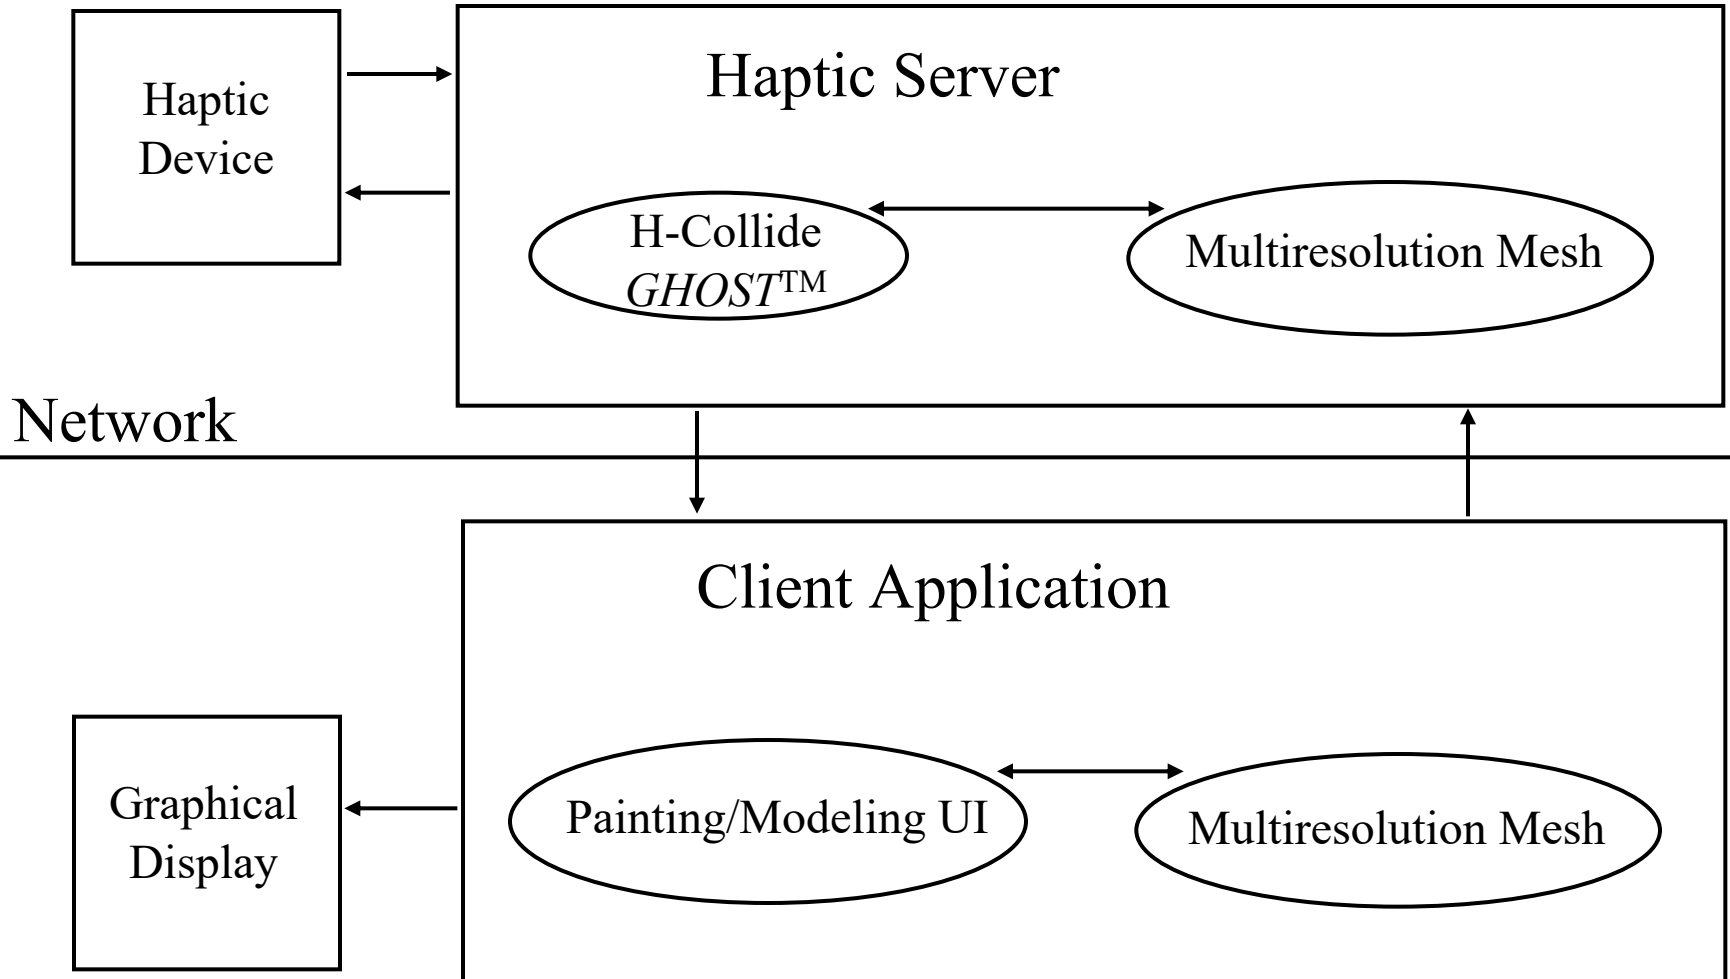 Haptic
Device
Haptic Server
H-Collide
GHOST™
Multiresolution Mesh
Network
Client Application
Graphical
Display
Painting/Modeling UI
Multiresolution Mesh